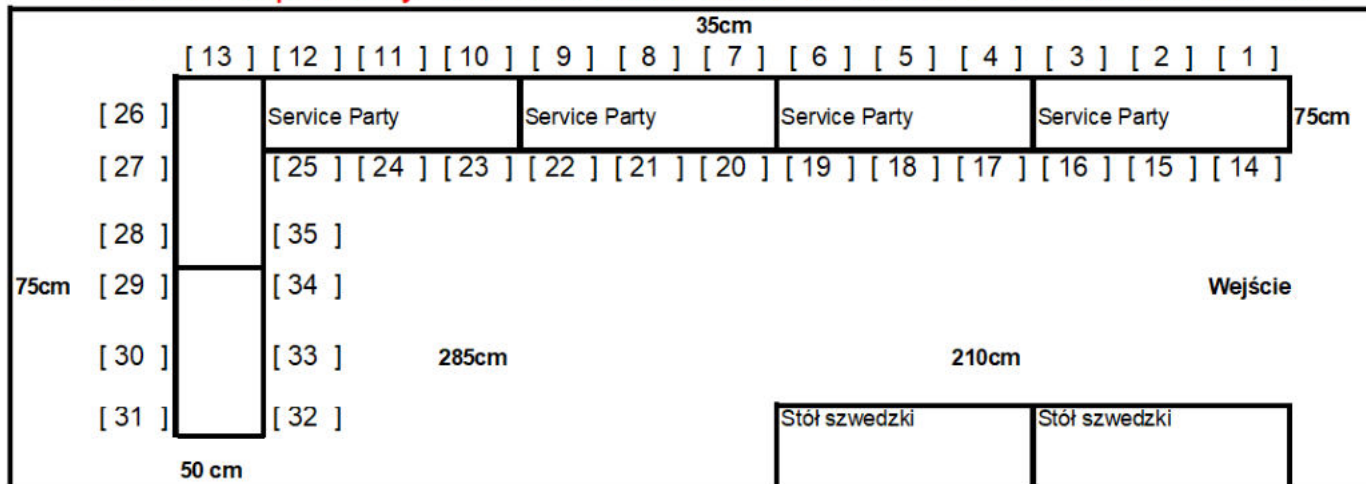 35cm
[ 13 ] [ 12 ] [ 11 ] [ 10 ] [ 9 ] [ 8 ] [ 7 ] [ 6 ] [ 5 ] [ 4 ] [ 3 ] [ 2 ] [ 1 ]
[ 26 ] Service Party Service Party Service Party Service Party 75cm
[ 27 ] [ 25 ] [ 24 ] [ 23 ] [ 22 ] [ 21 ] [ 20 ] [ 19 ] [ 18 ] [ 17 ] [ 16 ] [ 15 ] [ 14 ]
[ 28 ] [ 35 ]
75cm [ 29 ] [ 34 ] Wejście
[ 30 ] [ 33 ] 285cm 210cm
[ 31 ] [ 32 ] Stół szwedzki Stół szwedzki
50 cm